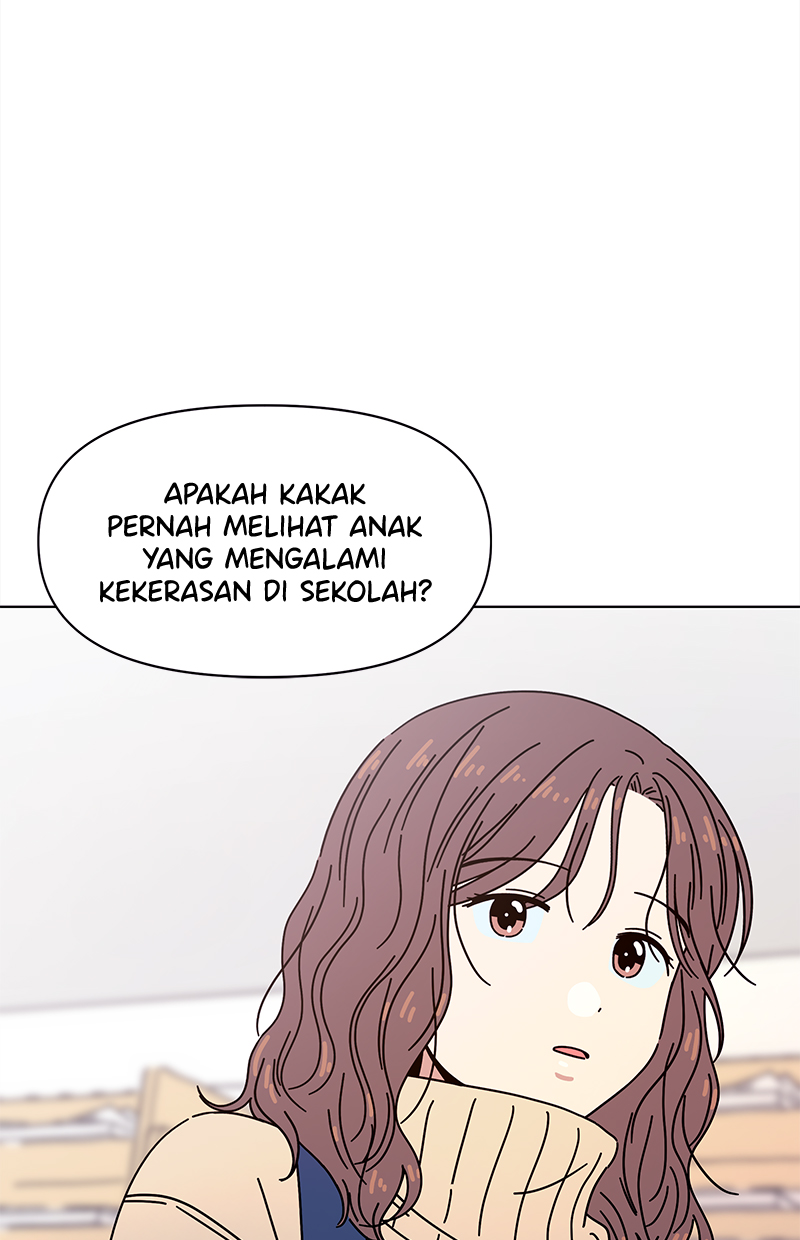 APAKAH KAKAK
PERNAH MELIHAT ANAK
YANG MENGALAMI
KEKERASAN DI SEKOLAH?